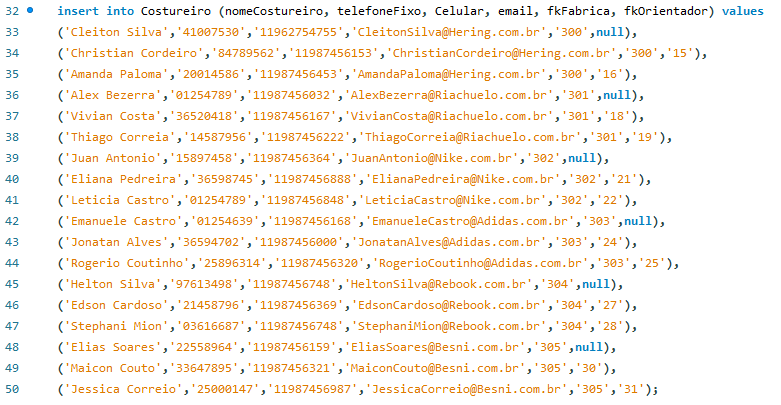 32 insert into Costureiro (nomeCostureiro, telefoneFixo, Celular, email, fkFabrica, fkOrientador) values
33 ('Cleiton Silva','41007530','11962754755','CleitonSilva@Hering.com.br','300',null),
34 ('Christian Cordeiro','84789562','11987456153','ChristianCordeiro@Hering.com.br','300','15'),
35 ('Amanda Paloma','20014586','11987456453','AmandaPaloma@Hering.com.br','300','16'),
36 ('Alex Bezerra','01254789','11987456032','AlexBezerra@Riachuelo.com.br','301',null),
37 ('Vivian Costa','36520418','11987456167','VivianCosta@Riachuelo.com.br','301','18'),
38 ('Thiago Correia','14587956','11987456222','ThiagoCorreia@Riachuelo.com.br','301','19'),
39 ('Juan Antonio','15897458','11987456364','JuanAntonio@Nike.com.br','302',null),
40 ('Eliana Pedreira','36598745','11987456888','ElianaPedreira@Nike.com.br','302','21'),
41 ('Leticia Castro','01254789','11987456848','LeticiaCastro@Nike.com.br','302','22'),
42 ('Emanuele Castro','01254639','11987456168','EmanueleCastro@Adidas.com.br','303',null),
43 ('Jonatan Alves','36594702','11987456000','JonatanAlves@Adidas.com.br','303','24'),
44 ('Rogerio Coutinho','25896314','11987456320','RogerioCoutinho@Adidas.com.br','303','25'),
45 ('Helton Silva','97613498','11987456748','HeltonSilva@Rebook.com.br','304',null),
46 ('Edson Cardoso','21458796','11987456369','EdsonCardoso@Rebook.com.br','304','27'),
47 ('Stephani Mion','03616687','11987456748','StephaniMion@Rebook.com.br','304','28'),
48 ('Elias Soares','22558964','11987456159','EliasSoares@Besni.com.br','305',null),
49 ('Maicon Couto','33647895','11987456321','MaiconCouto@Besni.com.br','305','30'),
50 ('Jessica Correio','25000147','11987456987','JessicaCorreio@Besni.com.br','305','31');